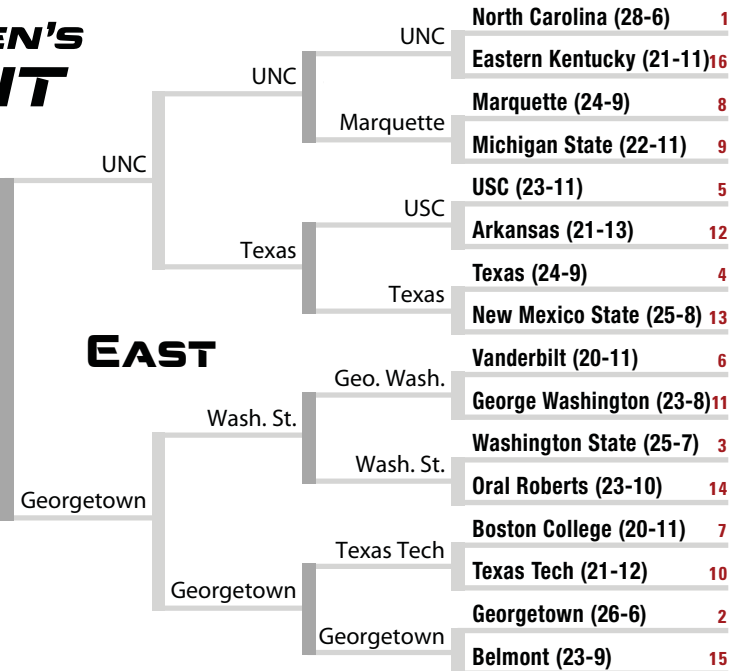 EN'S
NT
North Carolina (28-6) 1
UNC
Eastern Kentucky (21-11) 16
UNC
Marquette (24-9) 8
Marquette
Michigan State (22-11) 9
UNC
USC (23-11) 5
USC
Arkansas (21-13) 12
Texas
Texas (24-9) 4
Texas
New Mexico State (25-8) 13
EAST
Vanderbilt (20-11) 6
Geo. Wash.
George Washington (23-8) 11
Wash. St.
Washington State (25-7) 3
Wash. St.
Oral Roberts (23-10) 14
Georgetown
Boston College (20-11) 7
Texas Tech
Texas Tech (21-12) 10
Georgetown
Georgetown (26-6) 2
Georgetown
Belmont (23-9) 15